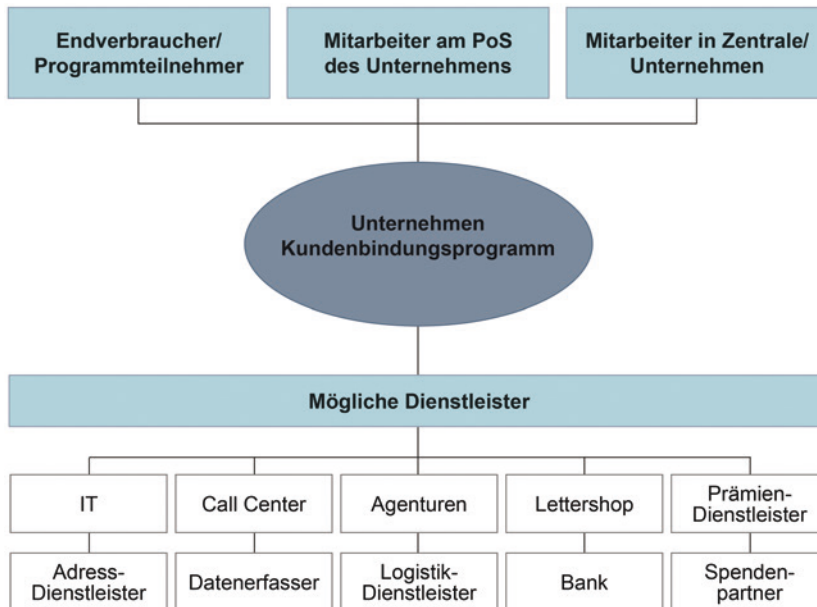 Endverbraucher/
Programmteilnehmer
Mitarbeiter am PoS
des Unternehmens
Mitarbeiter in Zentrale/
Unternehmen
Unternehmen
Kundenbindungsprogramm
Mögliche Dienstleister
IT
Call Center
Agenturen
Lettershop
Prämien-
Dienstleister
Adress-
Dienstleister
Datenerfasser
Logistik-
Dienstleister
Bank
Spenden-
partner